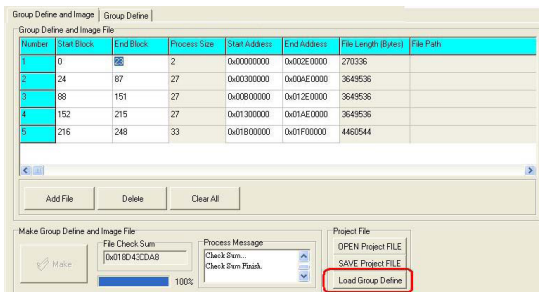 Group Define and Image Group Define
Group Define and Image File
Number Start Block End Block Process Size Start Address End Address File Length (Bytes) File Path
1 0 23 2 0x00000000 0x002E0000 270336
2 24 87 27 0x00300000 0x00AE0000 3649536
3 88 151 27 0x00B00000 0x012E0000 3649536
4 152 215 27 0x01300000 0x01AE0000 3649536
5 216 248 33 0x01B00000 0x01F00000 4460544
Add File Delete Clear All
Make Group Define and Image File Project File
File Check Sum Process Message
OPEN Project FILE
Make 0x018D43CDA8 Check Sum...
Check Sum Finish.
SAVE Project FILE
100% Load Group Define